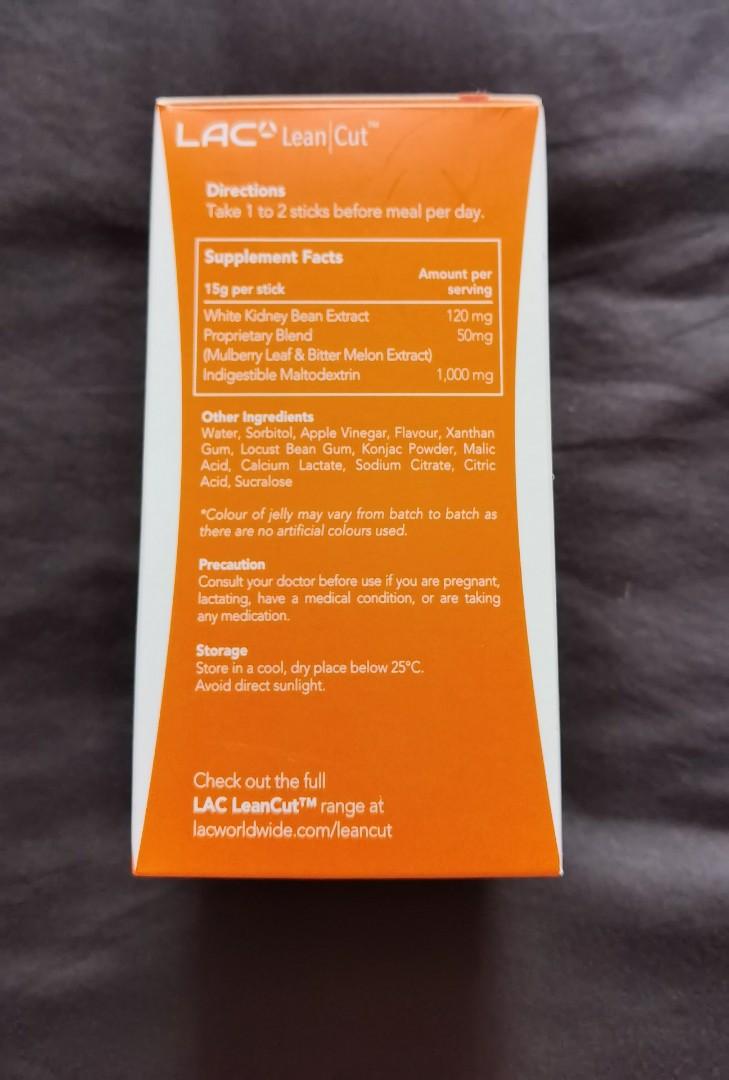 LAC Lean|Cut™
Directions
Take 1 to 2 sticks before meal per day.
Supplement Facts
15g per stick Amount per serving
White Kidney Bean Extract 120 mg
Proprietary Blend 50mg
(Mulberry Leaf & Bitter Melon Extract)
Indigestible Maltodextrin 1,000 mg
Other Ingredients
Water, Sorbitol, Apple Vinegar, Flavour, Xanthan
Gum, Locust Bean Gum, Konjac Powder, Malic
Acid, Calcium Lactate, Sodium Citrate, Citric
Acid, Sucralose
*Colour of jelly may vary from batch to batch as
there are no artificial colours used.
Precaution
Consult your doctor before use if you are pregnant,
lactating, have a medical condition, or are taking
any medication.
Storage
Store in a cool, dry place below 25°C.
Avoid direct sunlight.
Check out the full
LAC LeanCut™ range at
lacworldwide.com/leancut